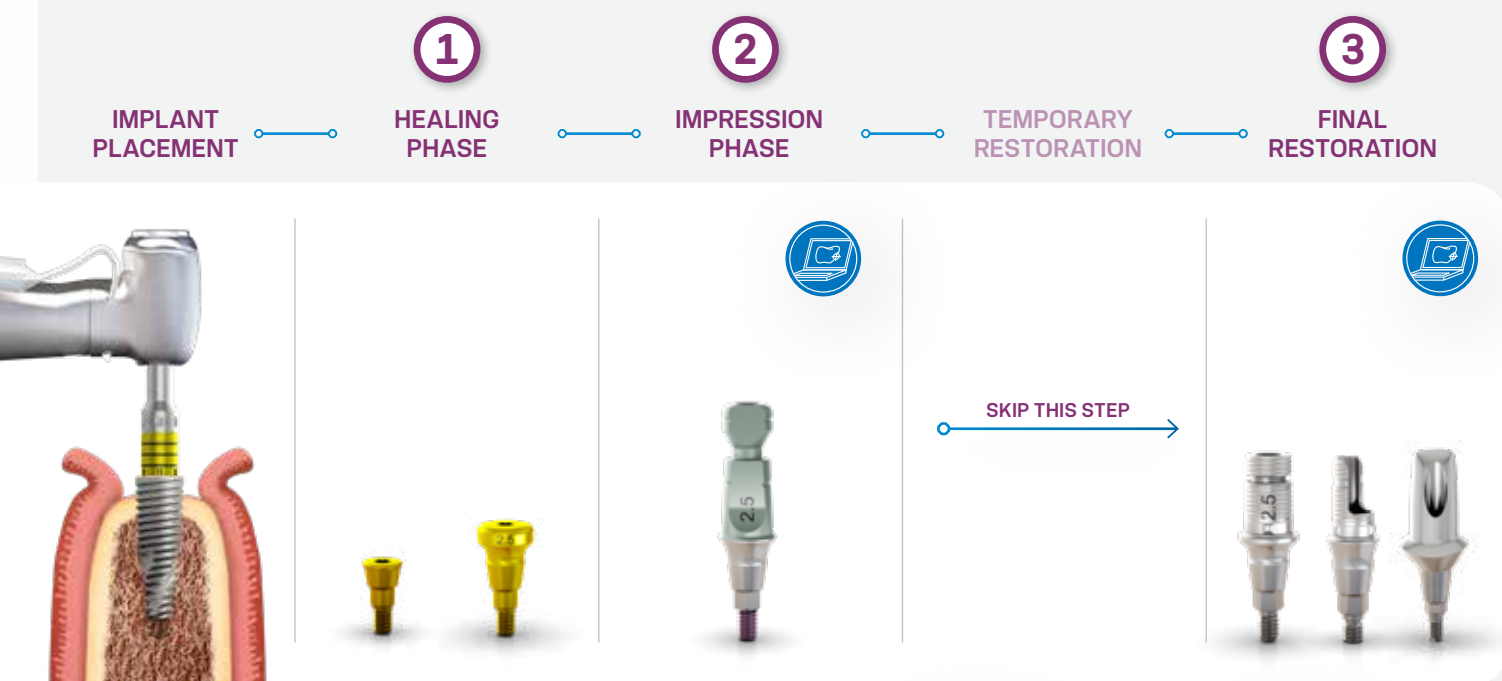 1
2
3
IMPLANT
PLACEMENT
HEALING
PHASE
IMPRESSION
PHASE
TEMPORARY
RESTORATION
FINAL
RESTORATION
SKIP THIS STEP
2.5
2.5
2.5